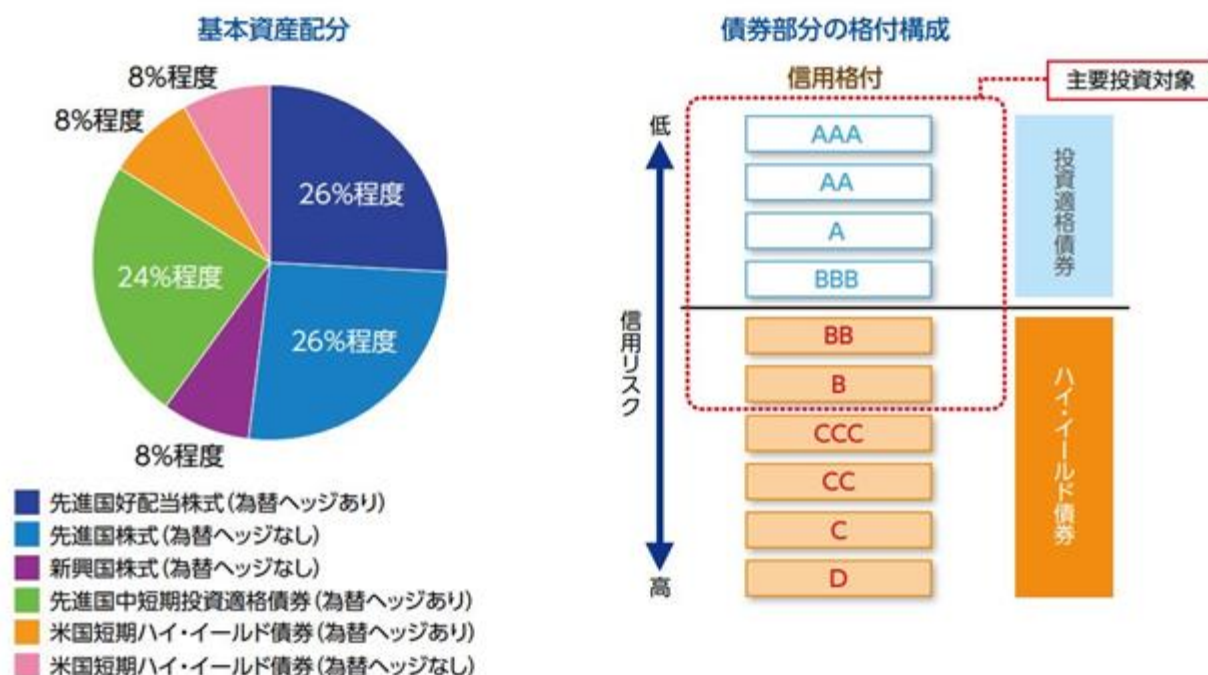 基本資産配分
8%程度
8%程度
26%程度
24%程度
26%程度
8%程度
先進国好配当株式(為替ヘッジあり)
先進国株式(為替ヘッジなし)
新興国株式(為替ヘッジなし)
先進国中短期投資適格債券(為替ヘッジあり)
米国短期ハイ・イールド債券(為替ヘッジあり)
米国短期ハイ・イールド債券(為替ヘッジなし)
債券部分の格付構成
信用格付
主要投資対象
低
信用リスク
高
AAA
AA
A
BBB
BB
B
CCC
CC
C
D
投資適格債券
ハイ・イールド債券